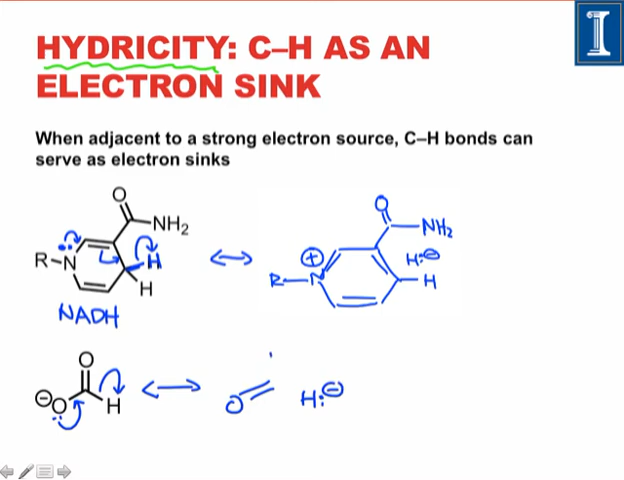 HYDRICITY: C–H AS AN
ELECTRON SINK
I
When adjacent to a strong electron source, C–H bonds can
serve as electron sinks
O
NH2
R–N
H
H
NADH
O
NH2
⊕
H:⊖
R–N
H
O
⊖O
H
O
H:⊖